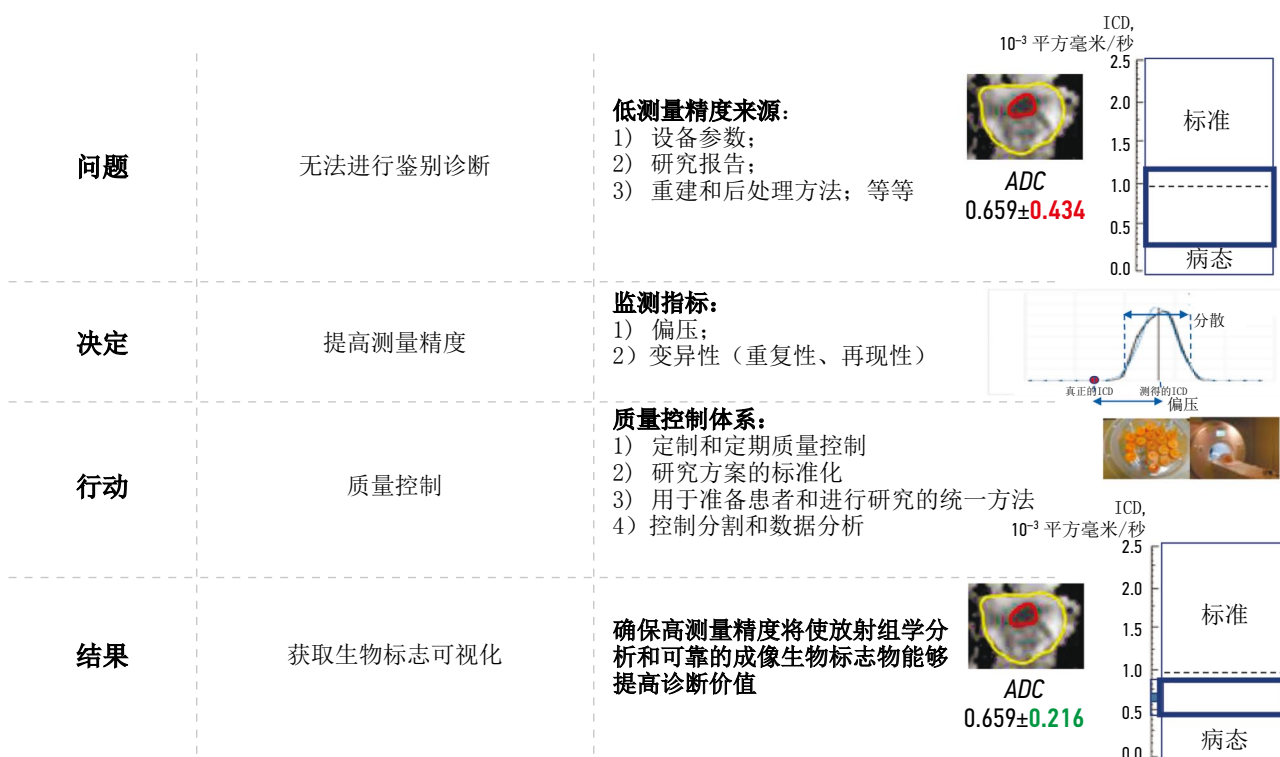 问题
无法进行鉴别诊断
低测量精度来源：
1) 设备参数；
2) 研究报告；
3) 重建和后处理方法；等等
ADC
0.659±0.434
ICD,
10⁻³ 平方毫米/秒
2.5
2.0
1.5
1.0
0.5
0.0
标准
病态
决定
提高测量精度
监测指标：
1) 偏压；
2）变异性（重复性、再现性）
分散
真正的ICD
测得的ICD
偏压
行动
质量控制
质量控制体系：
1) 定制和定期质量控制
2) 研究方案的标准化
3) 用于准备患者和进行研究的统一方法
4）控制分割和数据分析
结果
获取生物标志可视化
确保高测量精度将使放射组学分
析和可靠的成像生物标志物能够
提高诊断价值
ADC
0.659±0.216
ICD,
10⁻³ 平方毫米/秒
2.5
2.0
1.5
1.0
0.5
0.0
标准
病态